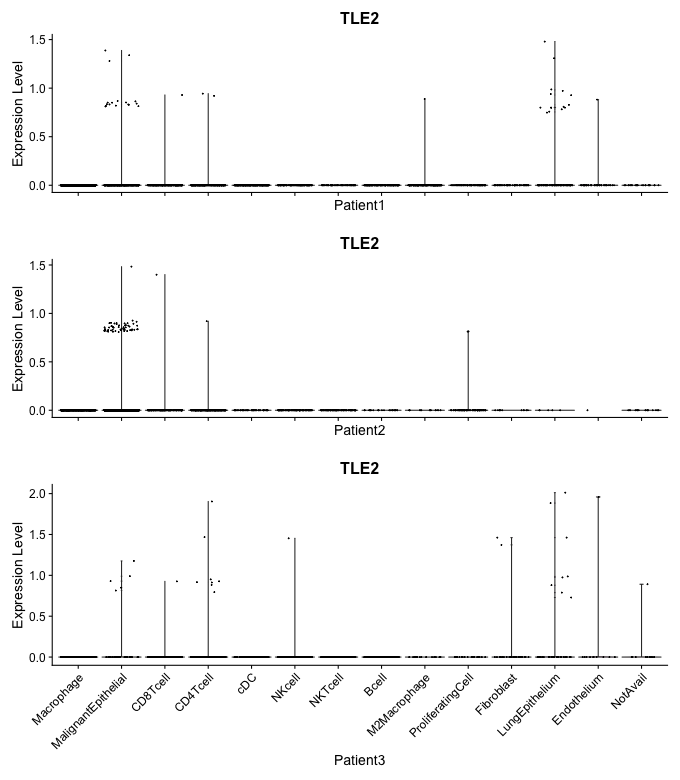 TLE2
Expression Level
1.5
1.0
0.5
0.0
Patient1
TLE2
Expression Level
1.5
1.0
0.5
0.0
Patient2
TLE2
Expression Level
2.0
1.5
1.0
0.5
0.0
Macrophage
MalignantEpithelial
CD8Tcell
CD4Tcell
cDC
NKcell
NKTcell
Bcell
M2Macrophage
ProliferatingCell
Fibroblast
LungEpithelium
Endothelium
NotAvail
Patient3